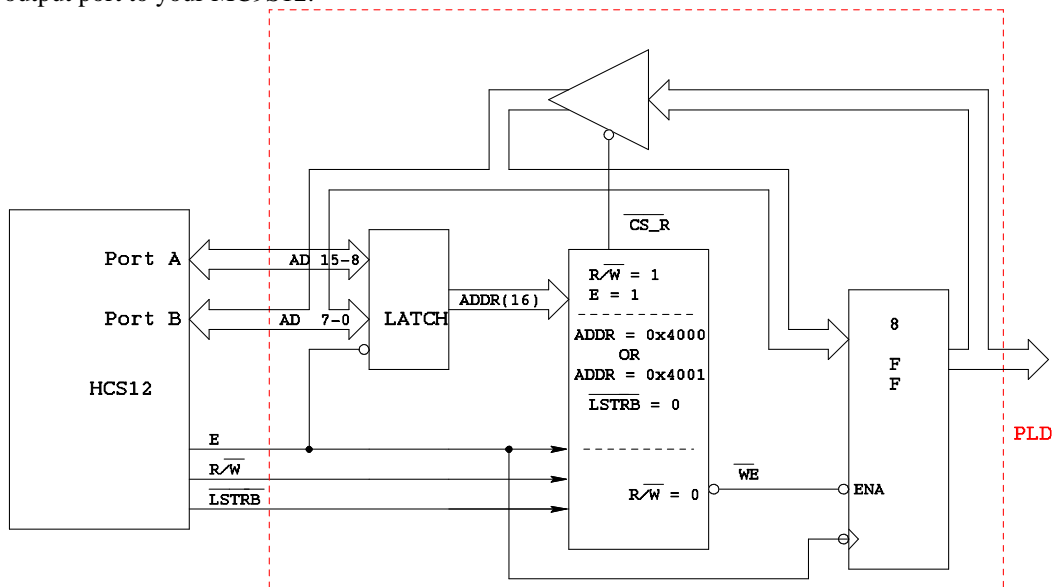 output port to your MC9S12.
CS_R
Port A
AD 15-8
R/W = 1
E = 1
ADDR(16)
Port B
AD 7-0
LATCH
ADDR = 0x4000
OR
ADDR = 0x4001
8
F
F
HCS12
LSTRB = 0
PLD
E
R/W
WE
R/W = 0
ENA
LSTRB